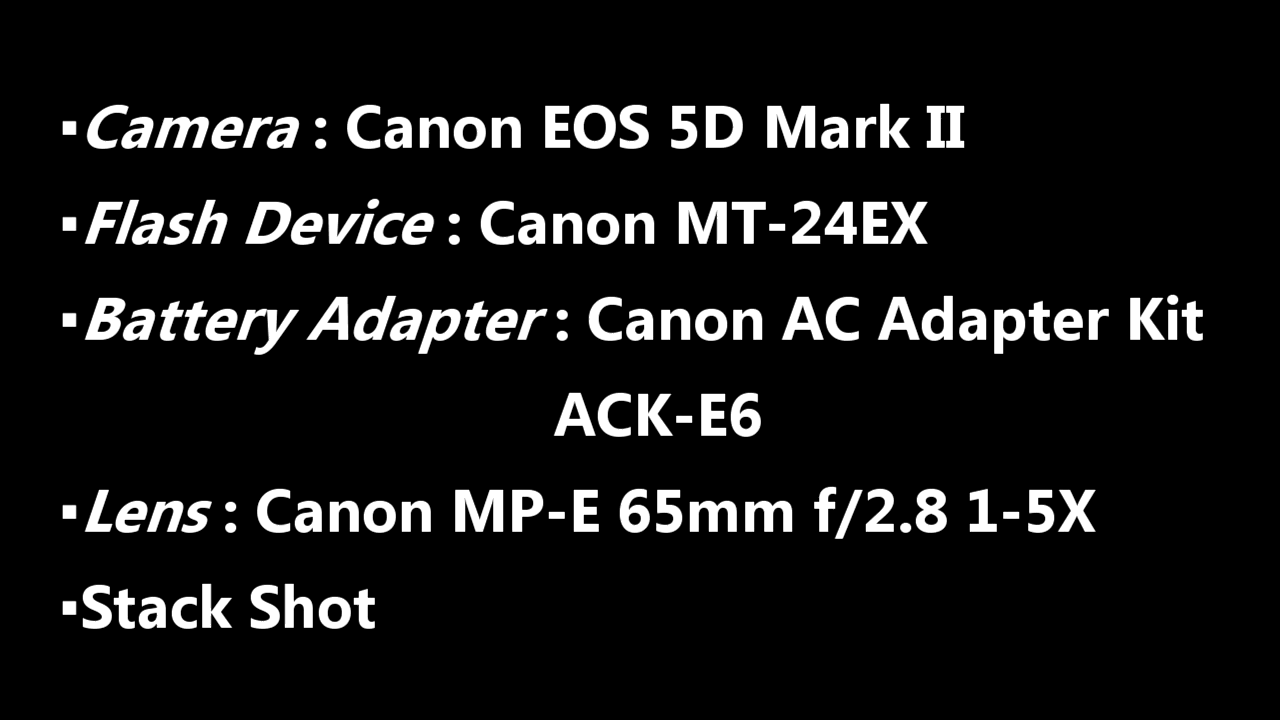 ▪Camera : Canon EOS 5D Mark II
▪Flash Device : Canon MT-24EX
▪Battery Adapter : Canon AC Adapter Kit
ACK-E6
▪Lens : Canon MP-E 65mm f/2.8 1-5X
▪Stack Shot